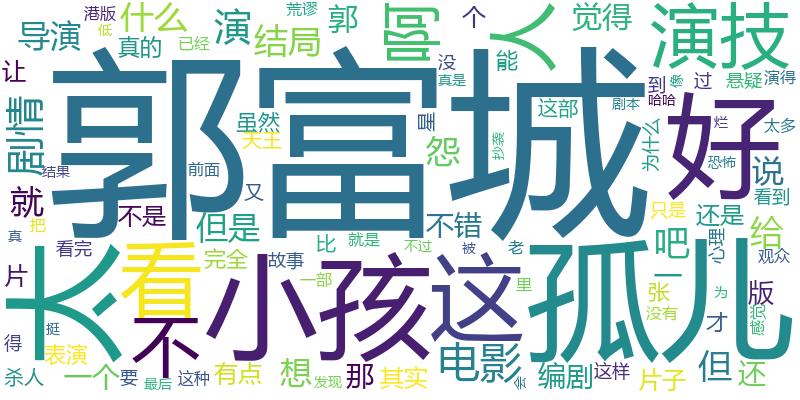 港版 什么 荒谬 郭 个 人 觉得 演技
导演 低 真的 已经 演 结局 啊 没 能
让 郭富城 到 像 过 悬疑 演得
剧情 虽然 天主 星 真是 这部 剧本 哈哈 好 烂 太多
怨 抄袭 为什么 恐怖 说
结果 前面 看到
就 不是 又 但是 不错 只是 还是 给
真 把 看完 太 看 完全 比 就是 故事 不过 被 老 孤儿 吧 心理 观众
片 不 小孩 一部 这 里 一 张 为 版
得 挺 没有 才 感觉
表演 电影
杀人 一个 要 最后 这种 有点 想 发现 那 其实 会 编剧 这样 片子 但 还